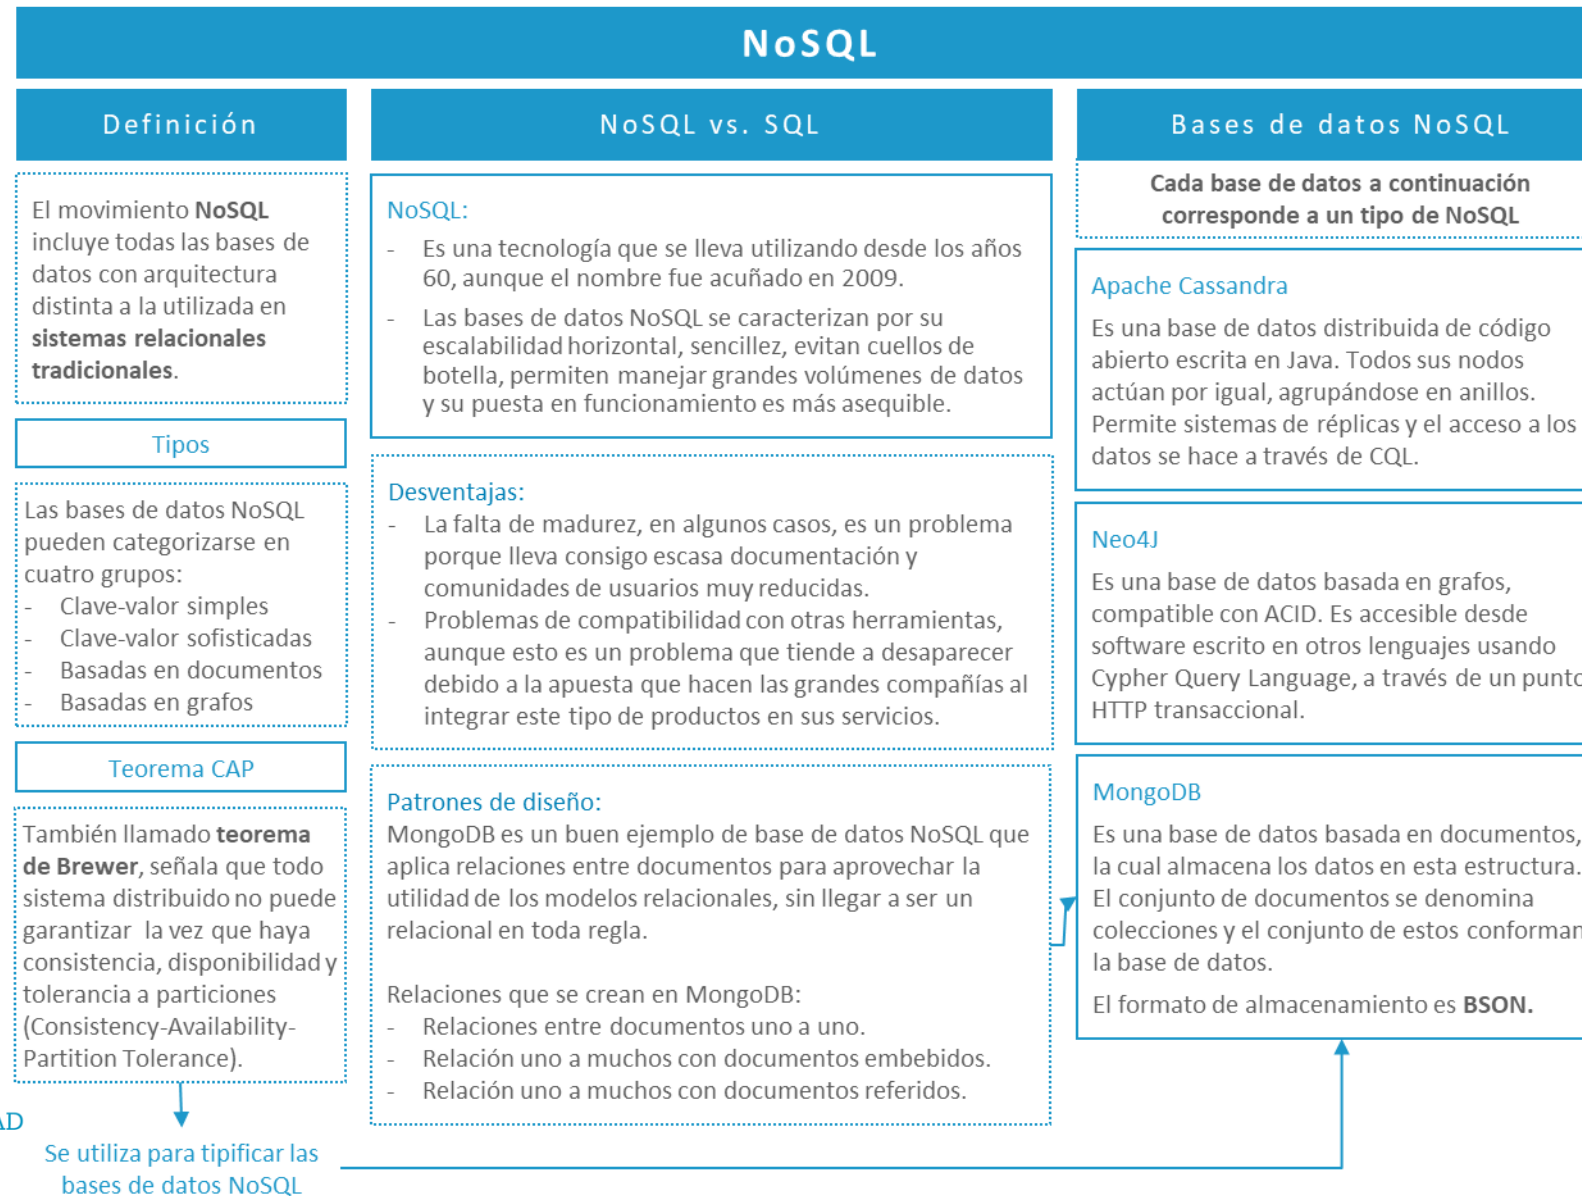 NoSQL
Definición
El movimiento NoSQL
incluye todas las bases de
datos con arquitectura
distinta a la utilizada en
sistemas relacionales
tradicionales.
Tipos
Las bases de datos NoSQL
pueden categorizarse en
cuatro grupos:
- Clave-valor simples
- Clave-valor sofisticadas
- Basadas en documentos
- Basadas en grafos
Teorema CAP
También llamado teorema
de Brewer, señala que todo
sistema distribuido no puede
garantizar la vez que haya
consistencia, disponibilidad y
tolerancia a particiones
(Consistency-Availability-
Partition Tolerance).
AD
Se utiliza para tipificar las
bases de datos NoSQL
NoSQL vs. SQL
NoSQL:
- Es una tecnología que se lleva utilizando desde los años
60, aunque el nombre fue acuñado en 2009.
- Las bases de datos NoSQL se caracterizan por su
escalabilidad horizontal, sencillez, evitan cuellos de
botella, permiten manejar grandes volúmenes de datos
y su puesta en funcionamiento es más asequible.
Desventajas:
- La falta de madurez, en algunos casos, es un problema
porque lleva consigo escasa documentación y
comunidades de usuarios muy reducidas.
- Problemas de compatibilidad con otras herramientas,
aunque esto es un problema que tiende a desaparecer
debido a la apuesta que hacen las grandes compañías al
integrar este tipo de productos en sus servicios.
Patrones de diseño:
MongoDB es un buen ejemplo de base de datos NoSQL que
aplica relaciones entre documentos para aprovechar la
utilidad de los modelos relacionales, sin llegar a ser un
relacional en toda regla.
Relaciones que se crean en MongoDB:
- Relaciones entre documentos uno a uno.
- Relación uno a muchos con documentos embebidos.
- Relación uno a muchos con documentos referidos.
Bases de datos NoSQL
Cada base de datos a continuación
corresponde a un tipo de NoSQL
Apache Cassandra
Es una base de datos distribuida de código
abierto escrita en Java. Todos sus nodos
actúan por igual, agrupándose en anillos.
Permite sistemas de réplicas y el acceso a los
datos se hace a través de CQL.
Neo4J
Es una base de datos basada en grafos,
compatible con ACID. Es accesible desde
software escrito en otros lenguajes usando
Cypher Query Language, a través de un punto
HTTP transaccional.
MongoDB
Es una base de datos basada en documentos,
la cual almacena los datos en esta estructura.
El conjunto de documentos se denomina
colecciones y el conjunto de estos conforman
la base de datos.
El formato de almacenamiento es BSON.